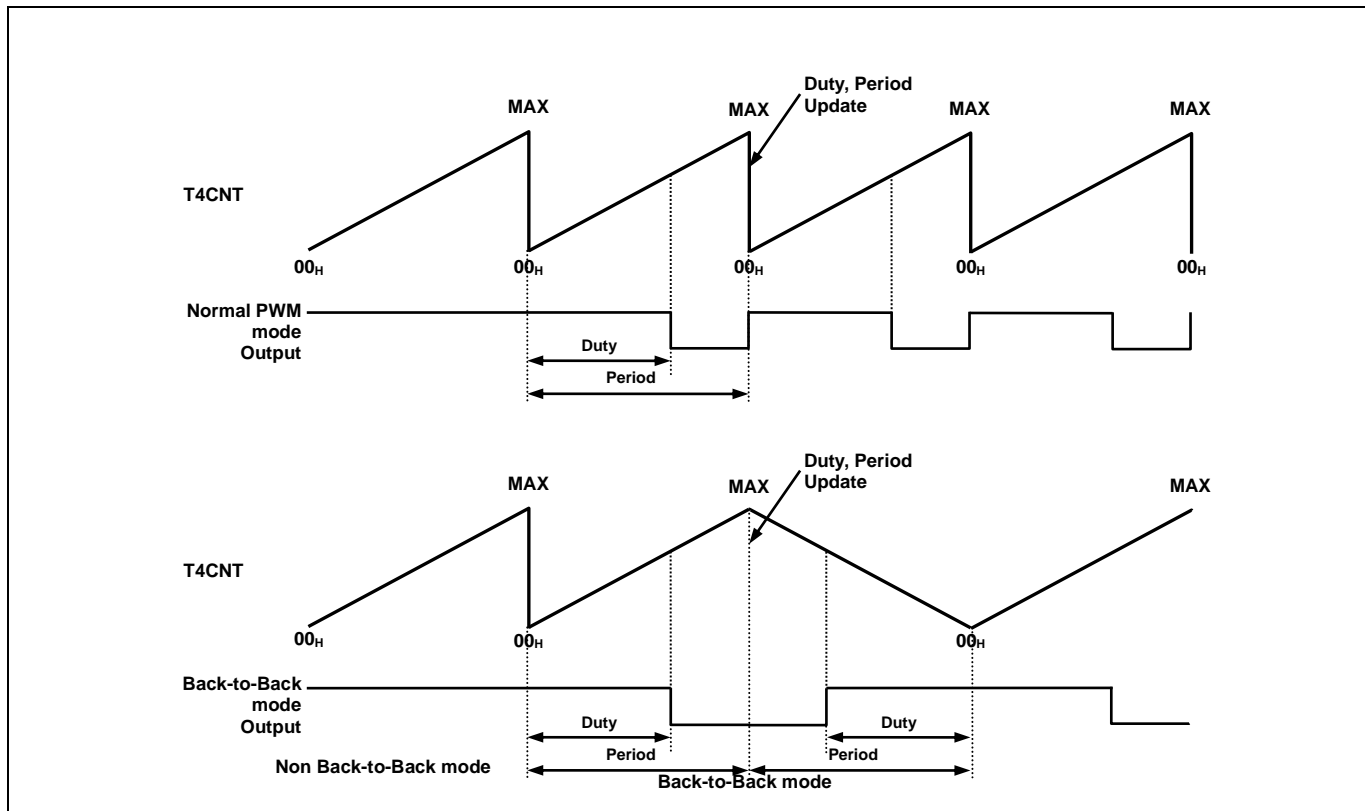 Duty, Period
Update
MAX MAX MAX MAX
T4CNT
00H 00H 00H 00H 00H
Normal PWM
mode
Output
Duty
Period
Duty, Period
Update
MAX MAX MAX
T4CNT
00H 00H 00H
Back-to-Back
mode
Output
Duty Duty
Period Period
Non Back-to-Back mode
Back-to-Back mode